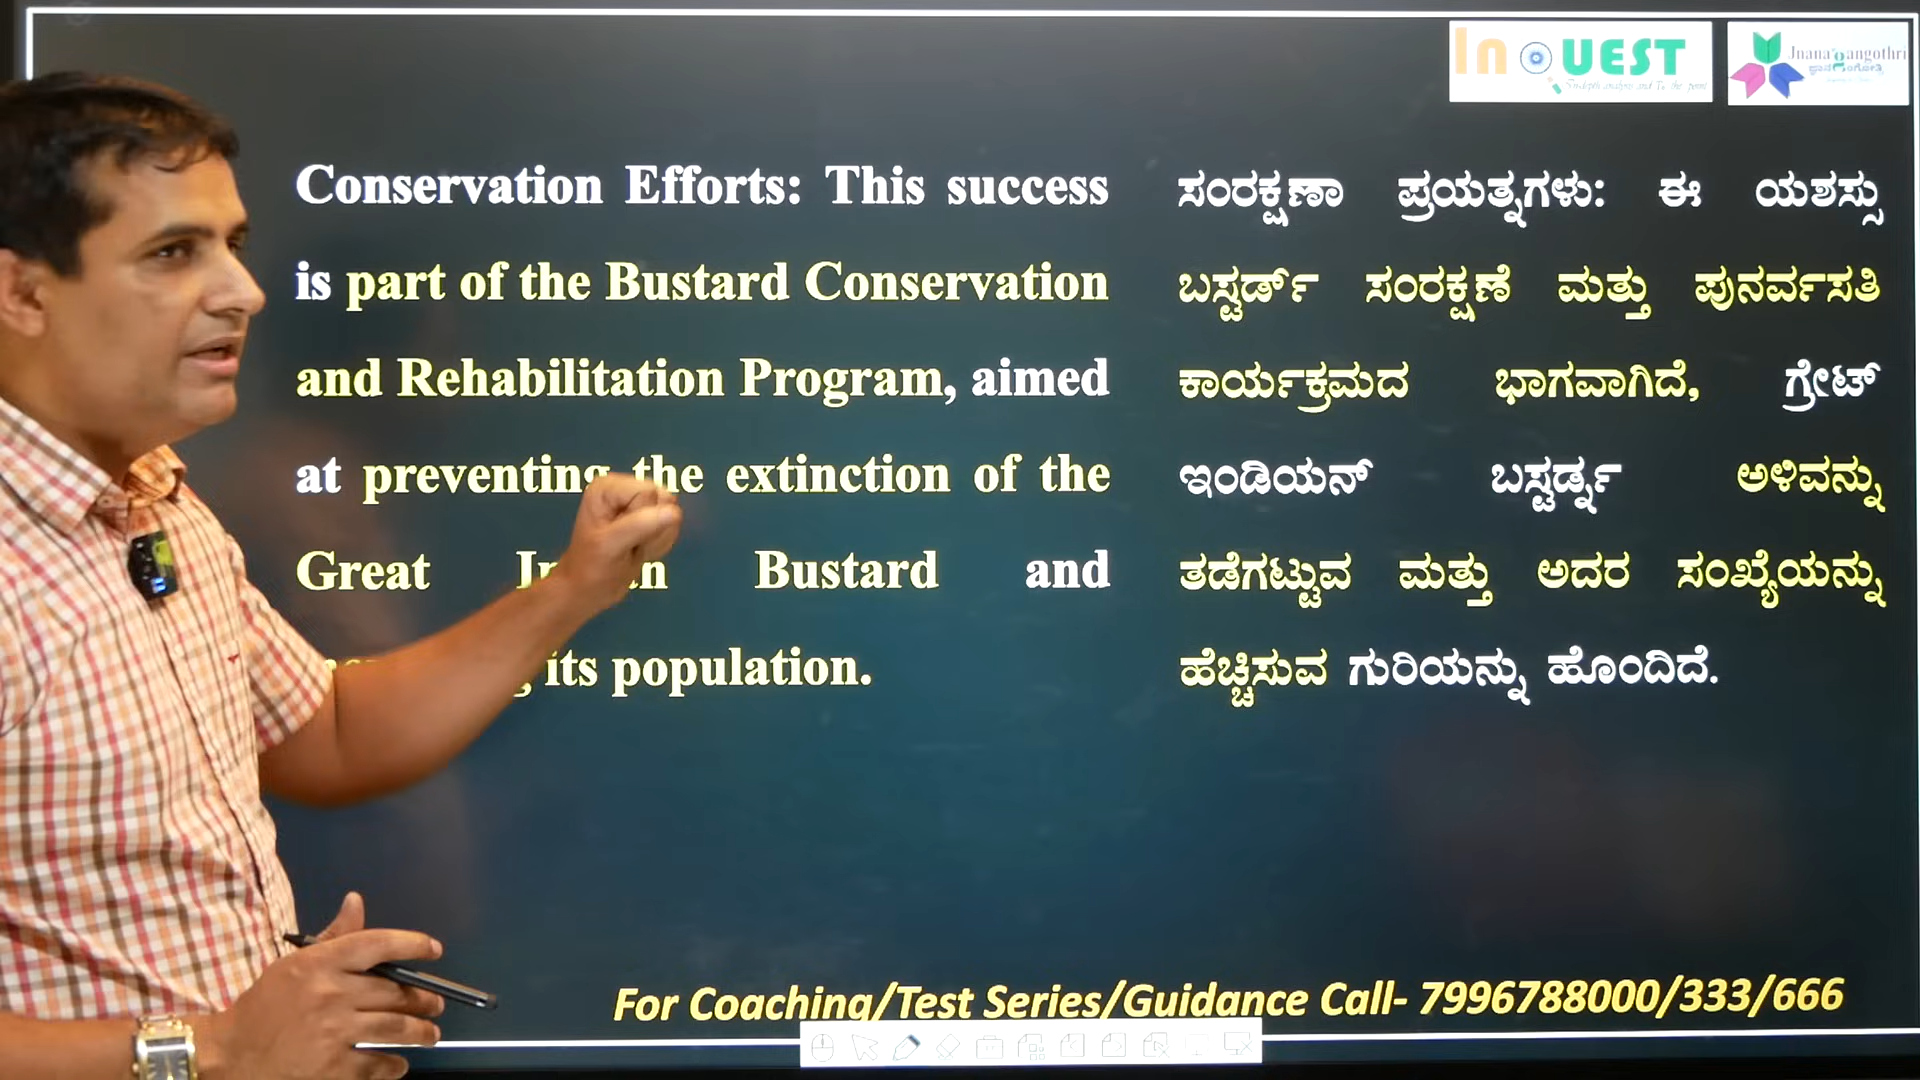 In QUEST
Jnanagangothri
Conservation Efforts: This success
is part of the Bustard Conservation
and Rehabilitation Program, aimed
at preventing the extinction of the
Great Bustard and
its population.
ಸಂರಕ್ಷಣಾ ಪ್ರಯತ್ನಗಳು: ಈ ಯಶಸ್ಸು
ಬಸ್ಟರ್ಡ್ ಸಂರಕ್ಷಣೆ ಮತ್ತು ಪುನರ್ವಸತಿ
ಕಾರ್ಯಕ್ರಮದ ಭಾಗವಾಗಿದೆ, ಗ್ರೇಟ್
ಇಂಡಿಯನ್ ಬಸ್ಟರ್ಡ್ನ ಅಳಿವನ್ನು
ತಡೆಗಟ್ಟುವ ಮತ್ತು ಅದರ ಸಂಖ್ಯೆಯನ್ನು
ಹೆಚ್ಚಿಸುವ ಗುರಿಯನ್ನು ಹೊಂದಿದೆ.
For Coaching/Test Series/Guidance Call- 7996788000/333/666